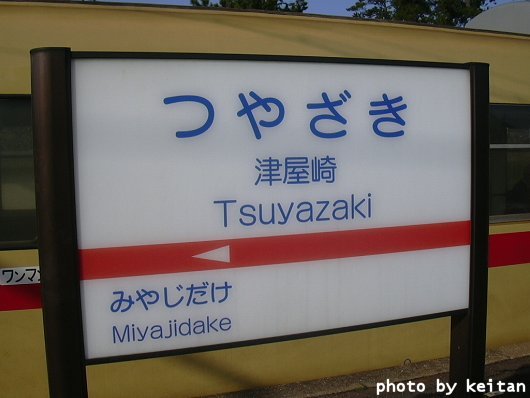 つやざき
津屋崎
Tsuyazaki
ワンマン
みやじだけ
Miyajidake
photo by keitan